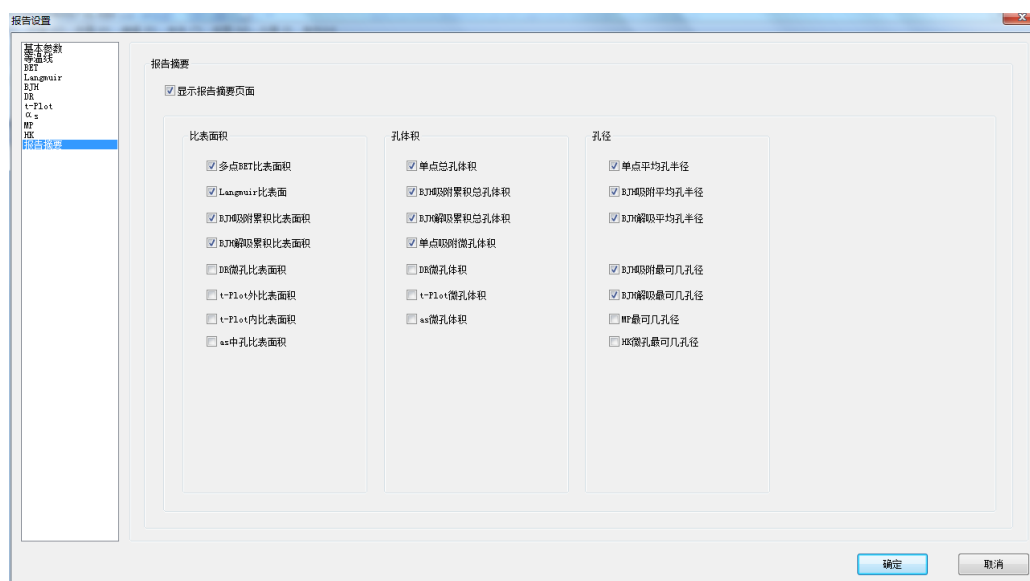 报告设置
基本参数
等温线
BET
Langmuir
BJH
DR
t-Plot
αs
MP
HK
报告摘要
报告摘要
显示报告摘要页面
比表面积
多点BET比表面积
Langmuir比表面
BJH吸附累积比表面积
BJH解吸累积比表面积
DR微孔比表面积
t-Plot外比表面积
t-Plot内比表面积
as中孔比表面积
孔体积
单点总孔体积
BJH吸附累积总孔体积
BJH解吸累积总孔体积
单点吸附微孔体积
DR微孔体积
t-Plot微孔体积
as微孔体积
孔径
单点平均孔半径
BJH吸附平均孔半径
BJH解吸平均孔半径
BJH吸附最可几孔径
BJH解吸最可几孔径
MP最可几孔径
HK微孔最可几孔径
确定
取消